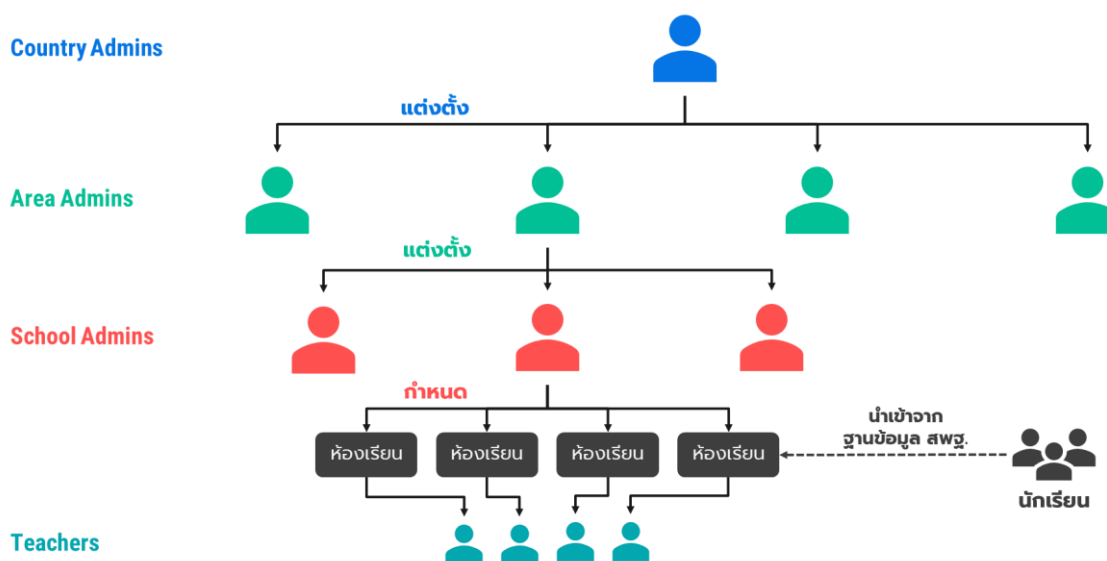 Country Admins
แต่งตั้ง
Area Admins
แต่งตั้ง
School Admins
กำหนด
ห้องเรียน
ห้องเรียน
ห้องเรียน
ห้องเรียน
นำเข้าจาก
ฐานข้อมูล สพฐ.
นักเรียน
Teachers